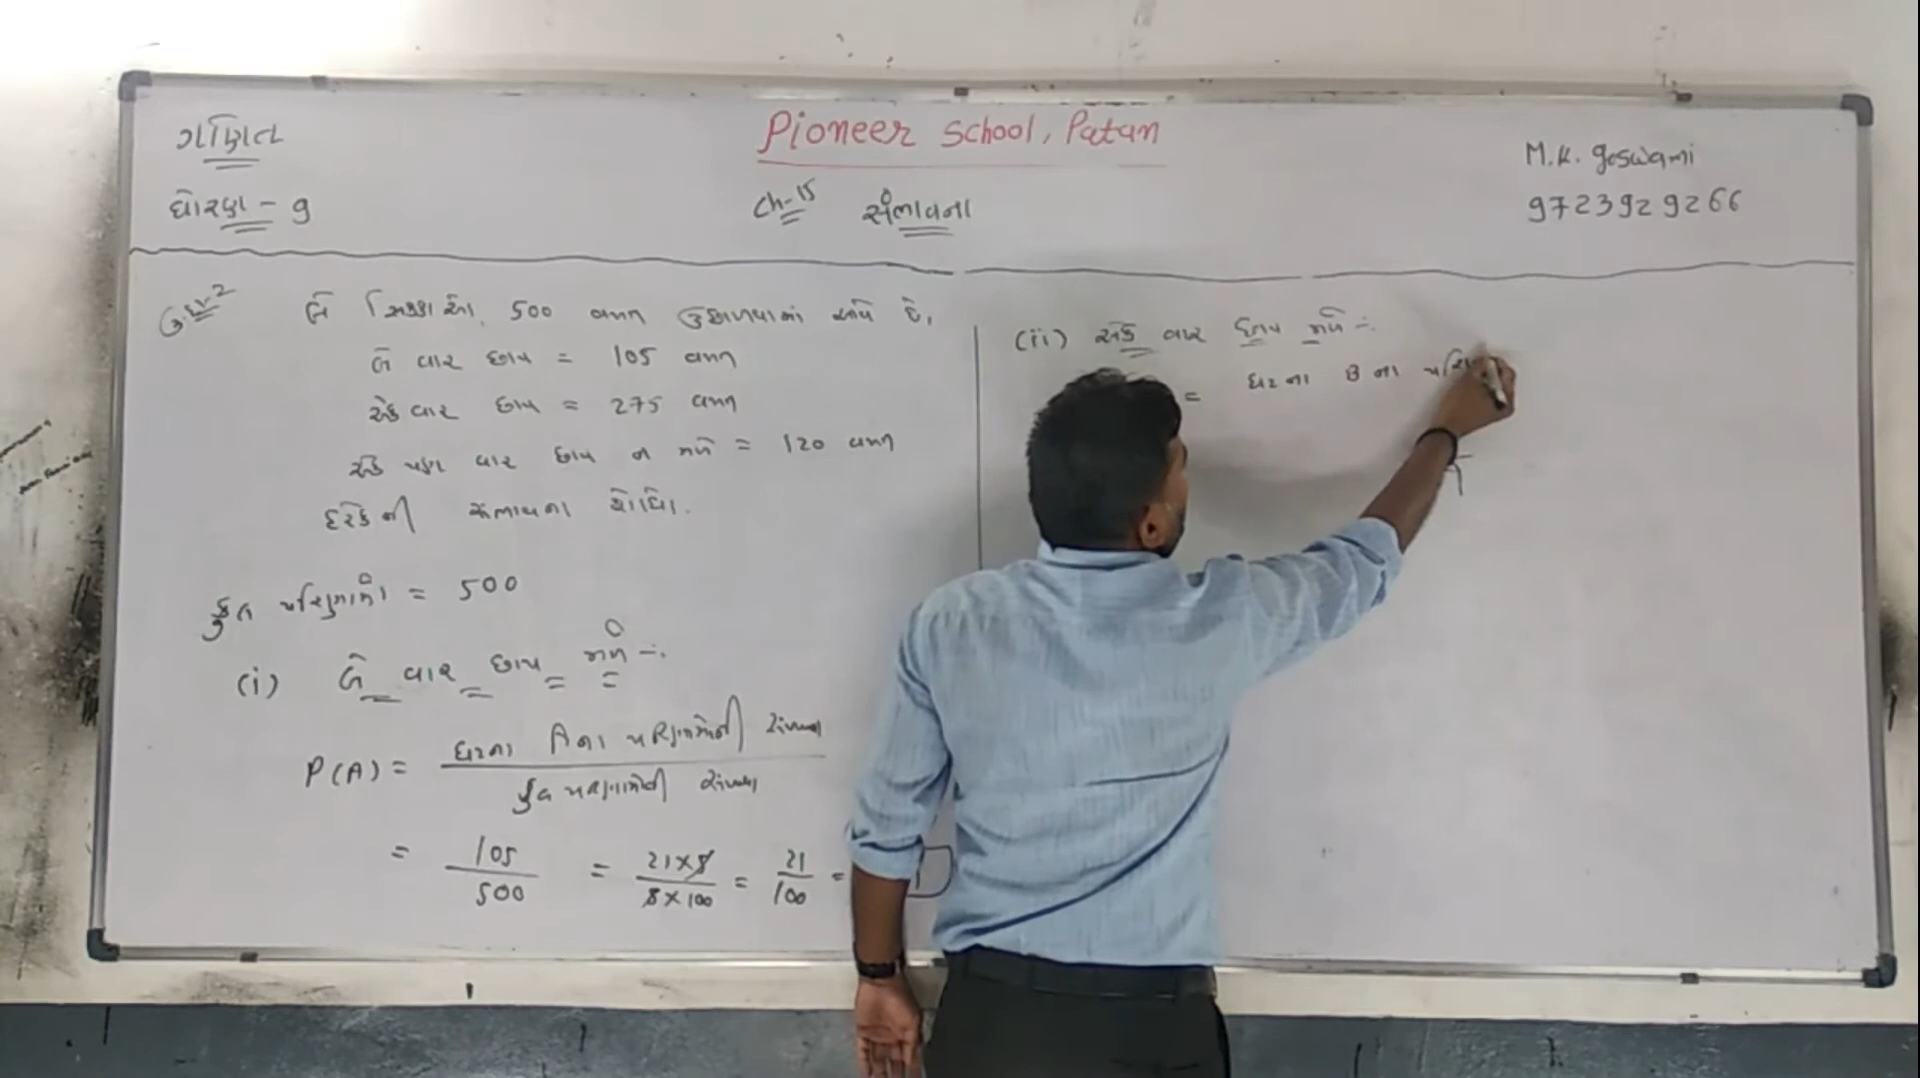 ગણિત
ધોરણ - 9
Pioneer School, Patan
Ch-15 સંભાવના
M.K. Goswami
9723929266
ઉદા-2 બે સિક્કાઓને 500 વખત ઉછાળવામાં આવે છે,
બે વાર છાપ = 105 વખત
એક વાર છાપ = 275 વખત
એક પણ વાર છાપ ન મળે = 120 વખત
દરેકની સંભાવના શોધો.
કુલ પરિણામો = 500
(i) બે વાર છાપ મળે :-
P(A) = ઘટના A ના પરિણામોની સંખ્યા
કુલ પરિણામોની સંખ્યા
= 105/500 = 21×5/5×100 = 21/100 =
(ii) એક વાર છાપ મળે :-
= ઘટના B ના